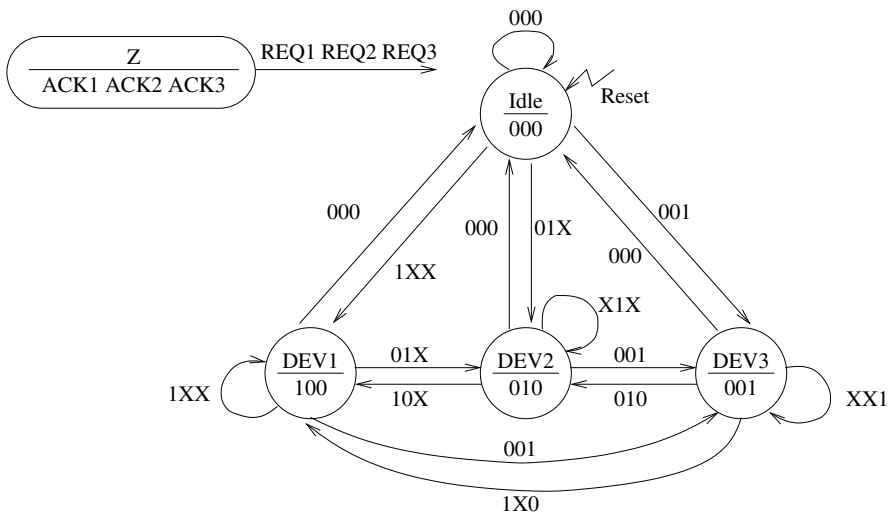 000
Z
REQ1 REQ2 REQ3
ACK1 ACK2 ACK3
Idle
000
Reset
000
1XX
000
01X
001
000
X1X
DEV1
100
01X
10X
DEV2
010
001
010
DEV3
001
1XX
XX1
001
1X0